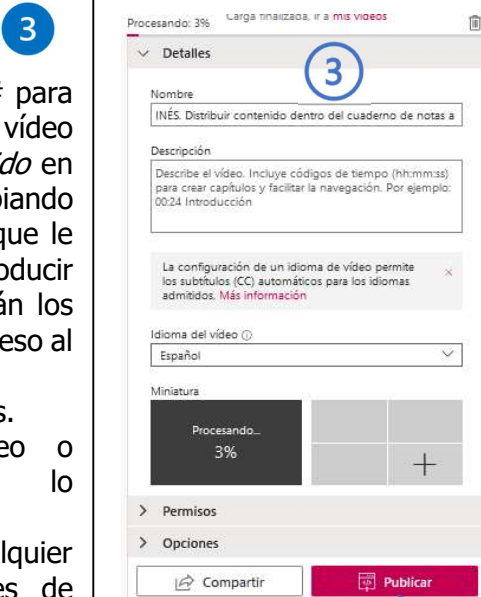 3
* para
vídeo
ido en
piando
que le
oducir
án los
eso al
s.
eo o
lo
lquier
es de
Procesando: 3%
Carga finalizada, ir a mis vídeos
Detalles
3
Nombre
INÉS. Distribuir contenido dentro del cuaderno de notas a
Descripción
Describe el vídeo. Incluye códigos de tiempo (hh:mm:ss)
para crear capítulos y facilitar la navegación. Por ejemplo:
00:24 Introducción
La configuración de un idioma de vídeo permite
los subtítulos (CC) automáticos para los idiomas
admitidos. Más información
Idioma del vídeo
Español
Miniatura
Procesando...
3%
Permisos
Opciones
Compartir
Publicar